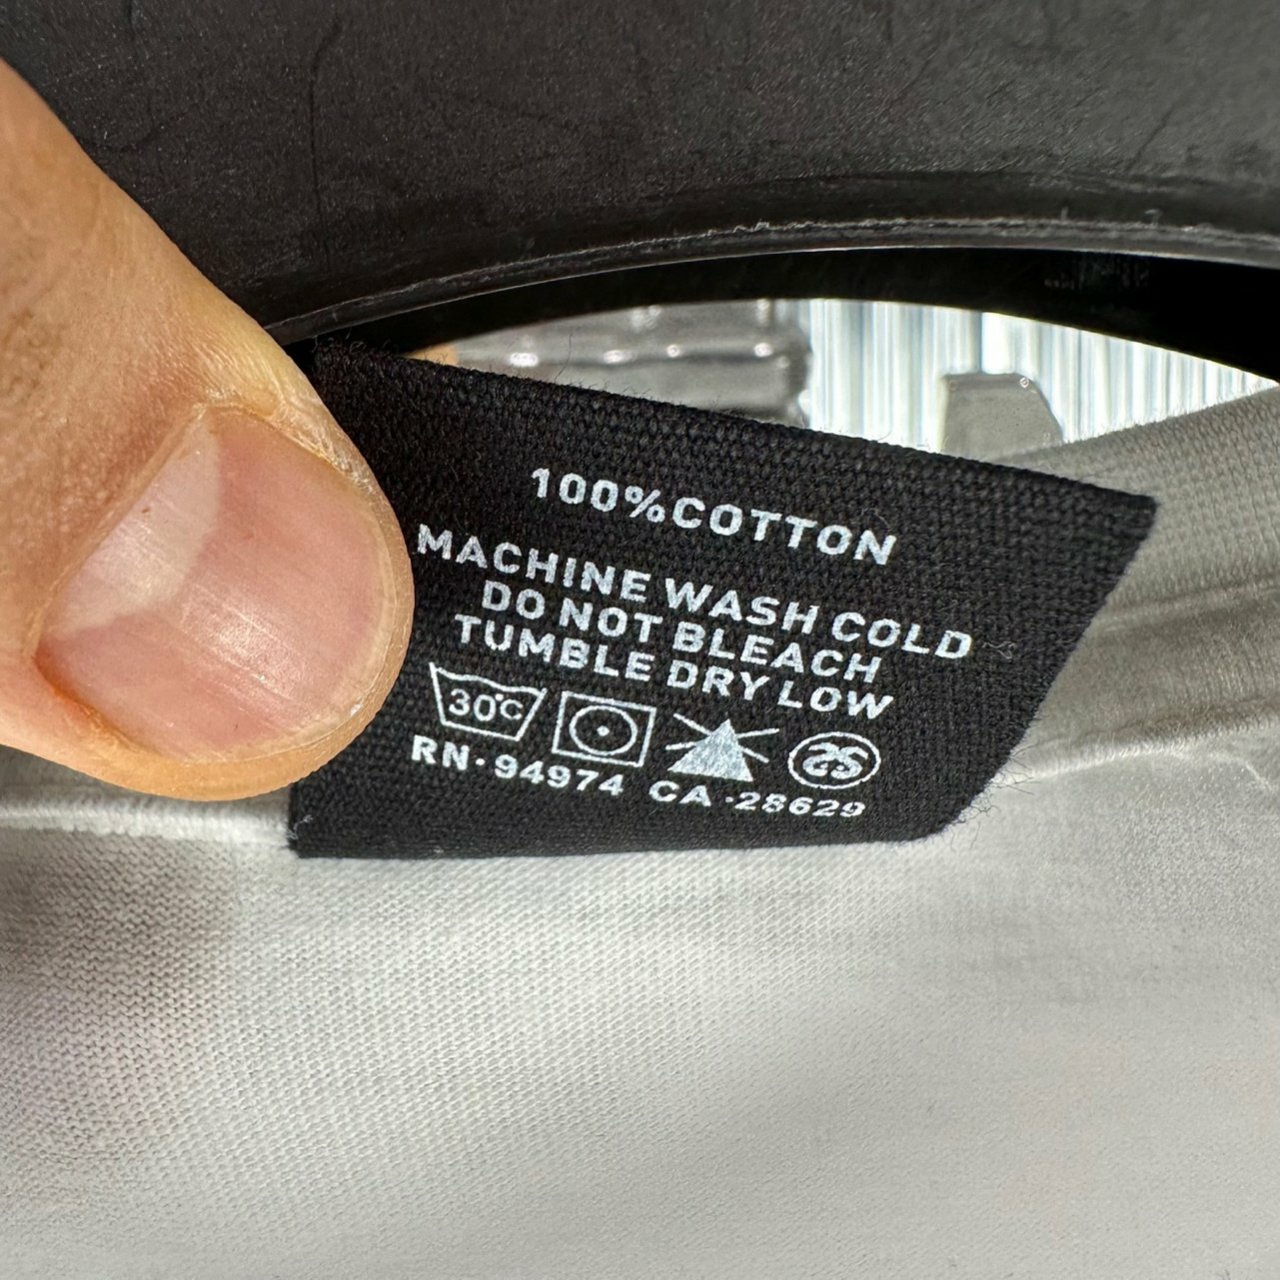 100%COTTON
MACHINE WASH COLD
DO NOT BLEACH
TUMBLE DRY LOW
30°C
RN·94974 CA·28629